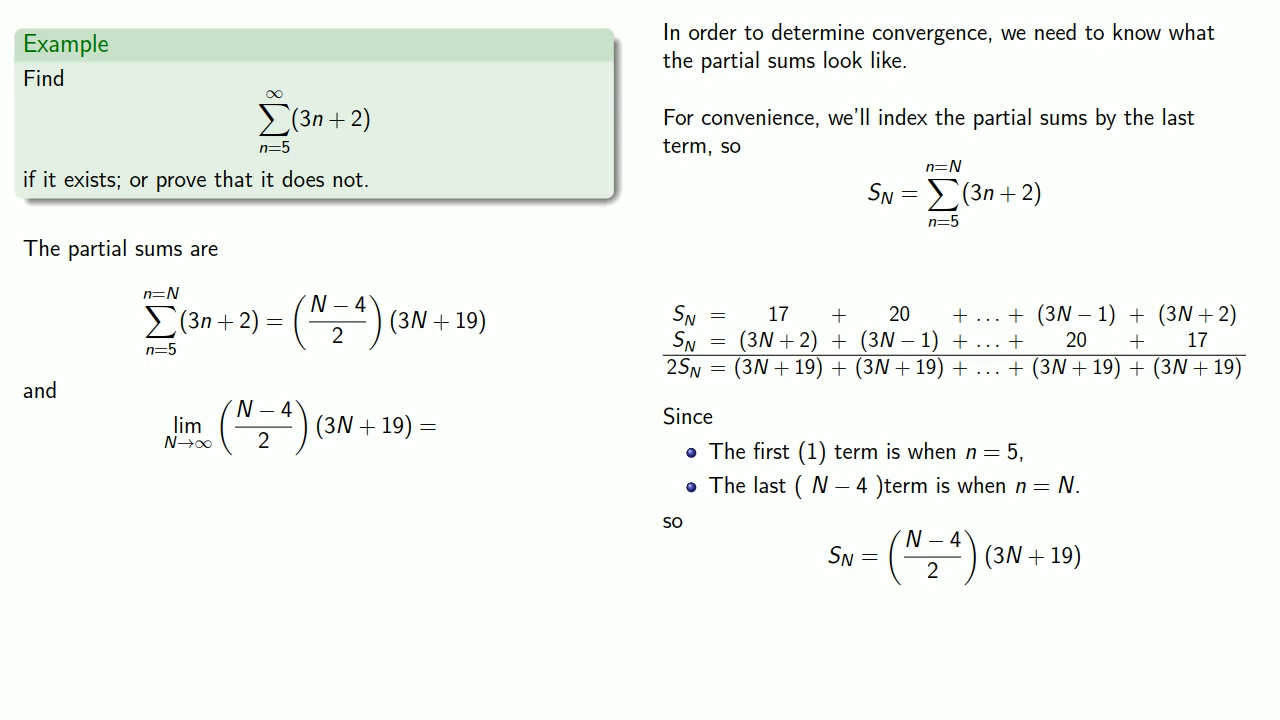 Example
Find
∞
∑(3n + 2)
n=5
if it exists; or prove that it does not.
The partial sums are
n=N
∑(3n + 2) = ((N − 4)/2)(3N + 19)
n=5
and
lim ((N − 4)/2)(3N + 19) =
N→∞
In order to determine convergence, we need to know what
the partial sums look like.
For convenience, we'll index the partial sums by the last
term, so
n=N
S_N = ∑(3n + 2)
n=5
S_N = 17 + 20 + ... + (3N − 1) + (3N + 2)
S_N = (3N + 2) + (3N − 1) + ... + 20 + 17
2S_N = (3N + 19) + (3N + 19) + ... + (3N + 19) + (3N + 19)
Since
The first (1) term is when n = 5,
The last ( N − 4 )term is when n = N.
so
S_N = ((N − 4)/2)(3N + 19)